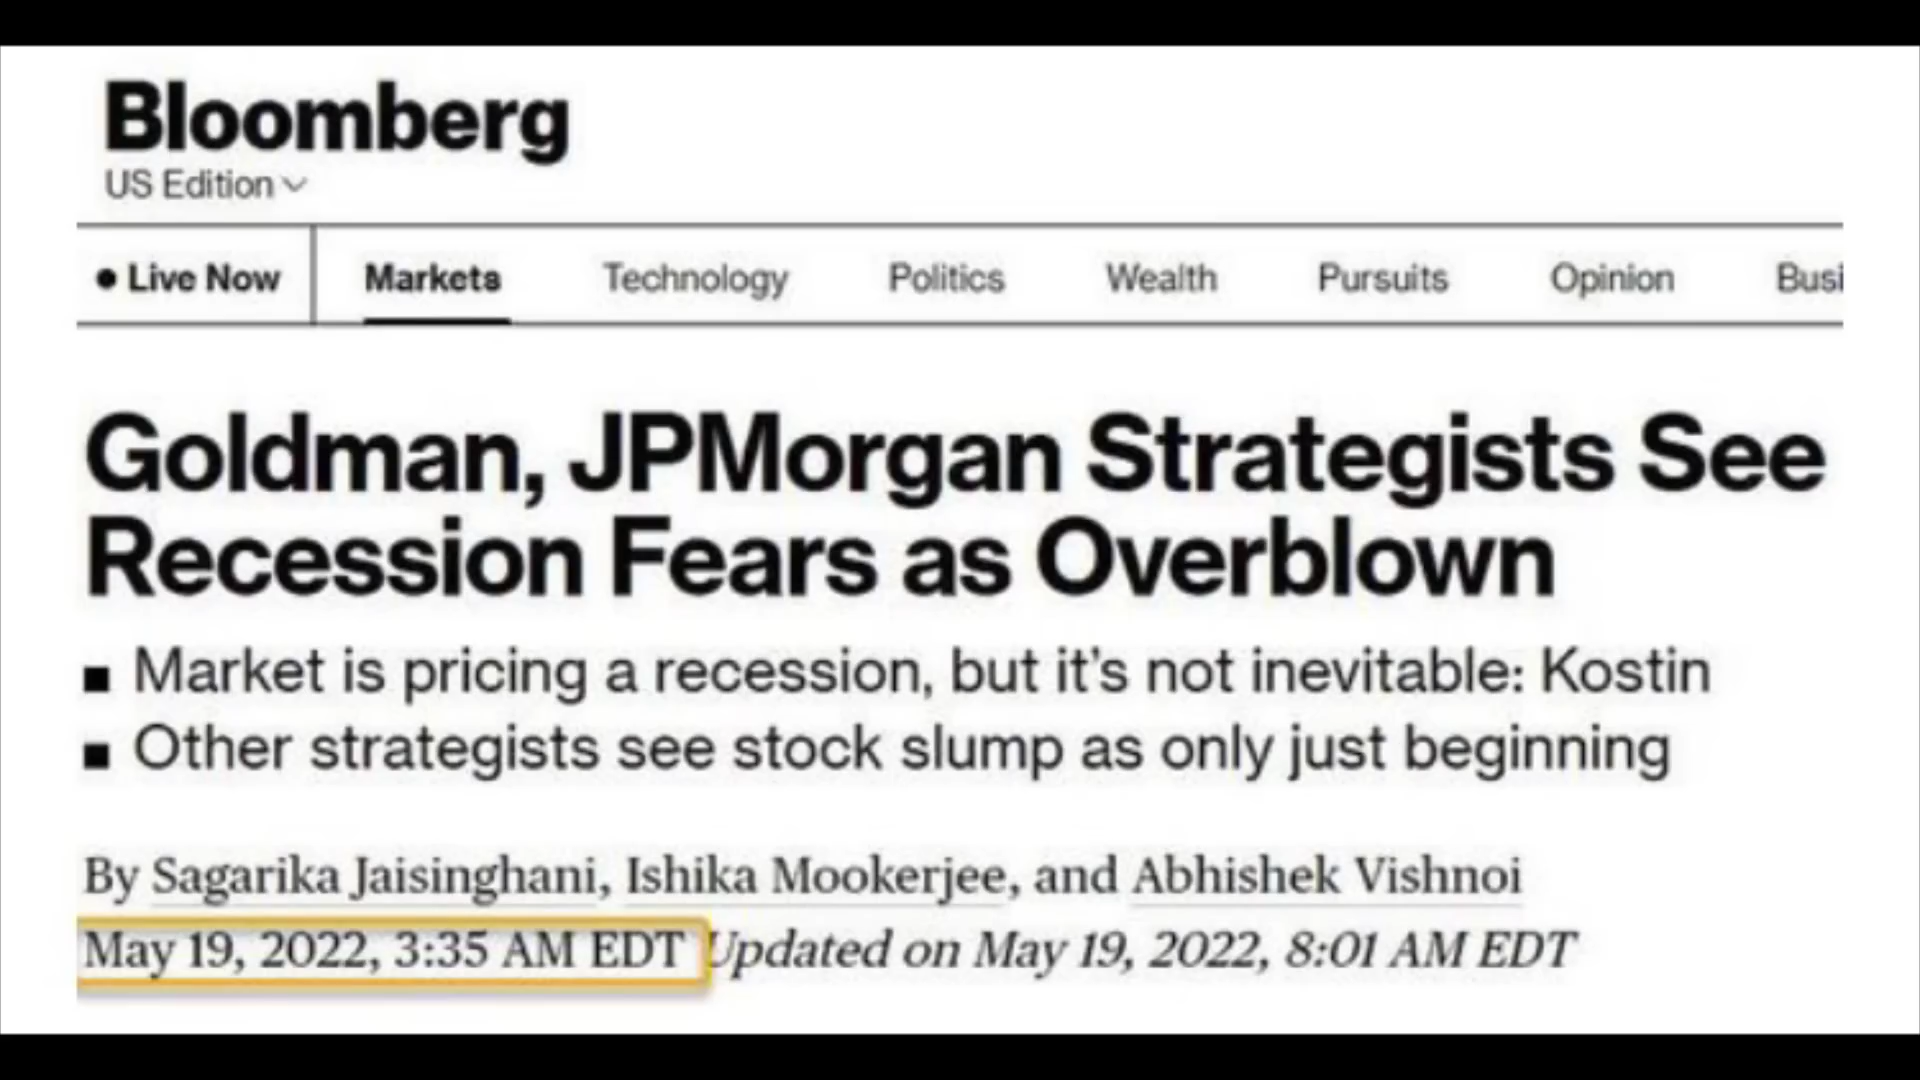 Bloomberg
US Edition
Live Now Markets Technology Politics Wealth Pursuits Opinion Busi
Goldman, JPMorgan Strategists See
Recession Fears as Overblown
Market is pricing a recession, but it's not inevitable: Kostin
Other strategists see stock slump as only just beginning
By Sagarika Jaisinghani, Ishika Mookerjee, and Abhishek Vishnoi
May 19, 2022, 3:35 AM EDT Updated on May 19, 2022, 8:01 AM EDT